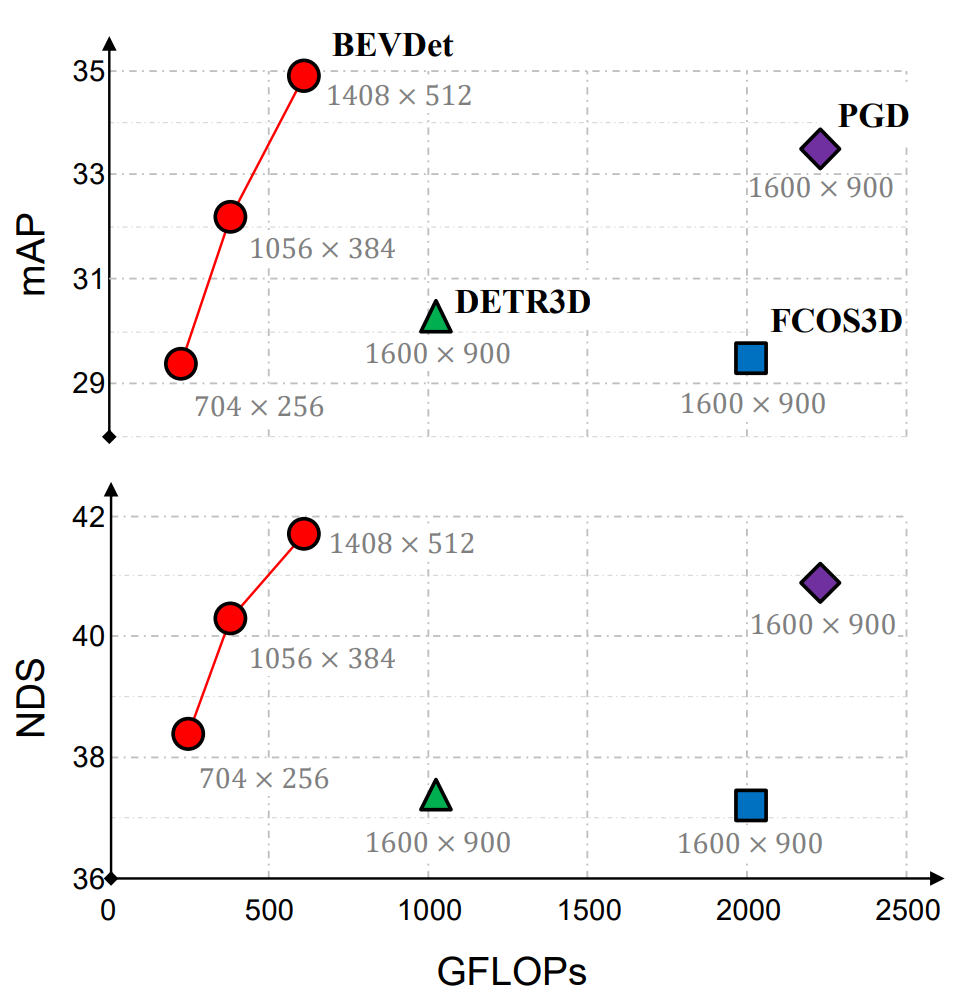 BEVDet
35
1408 × 512
PGD
33
1600 × 900
mAP
1056 × 384
31
DETR3D
FCOS3D
1600 × 900
29
704 × 256
1600 × 900
42
1408 × 512
1600 × 900
40
1056 × 384
NDS
38
704 × 256
1600 × 900
1600 × 900
36
0 500 1000 1500 2000 2500
GFLOPs